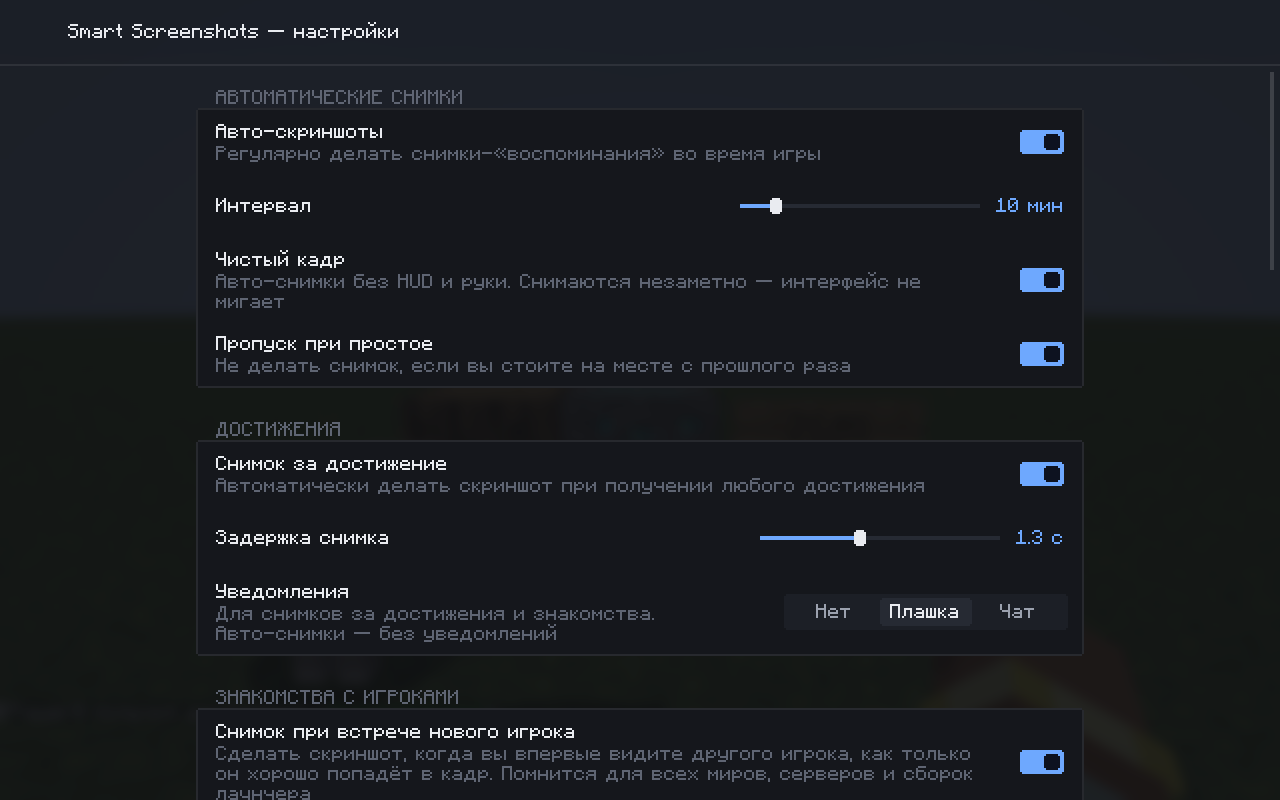 Smart Screenshots — настройки
АВТОМАТИЧЕСКИЕ СНИМКИ
Авто-скриншоты
Регулярно делать снимки-«воспоминания» во время игры
Интервал
10 мин
Чистый кадр
Авто-снимки без HUD и руки. Снимаются незаметно — интерфейс не
мигает
Пропуск при простое
Не делать снимок, если вы стоите на месте с прошлого раза
ДОСТИЖЕНИЯ
Снимок за достижение
Автоматически делать скриншот при получении любого достижения
Задержка снимка
1.3 с
Уведомления
Для снимков за достижения и знакомства.
Авто-снимки — без уведомлений
Нет Плашка Чат
ЗНАКОМСТВА С ИГРОКАМИ
Снимок при встрече нового игрока
Сделать скриншот, когда вы впервые видите другого игрока, как только
он хорошо попадёт в кадр. Помнится для всех миров, серверов и сборок
лаунчера